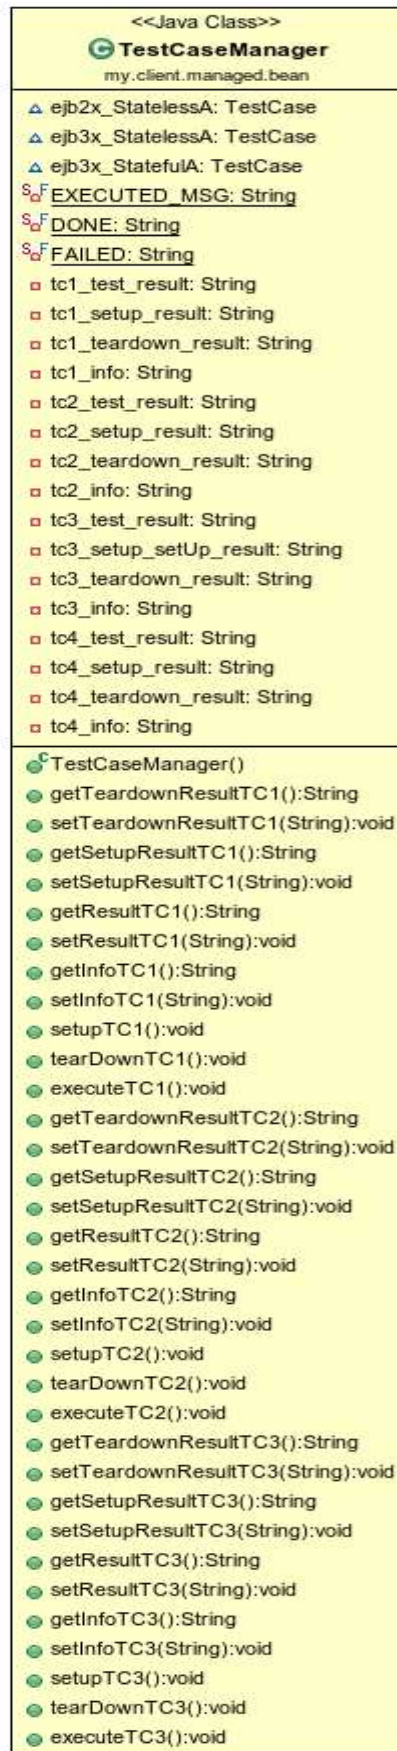 <<Java Class>>
C TestCaseManager
my.client.managed.bean
ejb2x_StatelessA: TestCase
ejb3x_StatelessA: TestCase
ejb3x_StatefulA: TestCase
S F EXECUTED_MSG: String
S F DONE: String
S F FAILED: String
tc1_test_result: String
tc1_setup_result: String
tc1_teardown_result: String
tc1_info: String
tc2_test_result: String
tc2_setup_result: String
tc2_teardown_result: String
tc2_info: String
tc3_test_result: String
tc3_setup_setUp_result: String
tc3_teardown_result: String
tc3_info: String
tc4_test_result: String
tc4_setup_result: String
tc4_teardown_result: String
tc4_info: String
C TestCaseManager()
getTeardownResultTC1():String
setTeardownResultTC1(String):void
getSetupResultTC1():String
setSetupResultTC1(String):void
getResultTC1():String
setResultTC1(String):void
getInfoTC1():String
setInfoTC1(String):void
setupTC1():void
tearDownTC1():void
executeTC1():void
getTeardownResultTC2():String
setTeardownResultTC2(String):void
getSetupResultTC2():String
setSetupResultTC2(String):void
getResultTC2():String
setResultTC2(String):void
getInfoTC2():String
setInfoTC2(String):void
setupTC2():void
tearDownTC2():void
executeTC2():void
getTeardownResultTC3():String
setTeardownResultTC3(String):void
getSetupResultTC3():String
setSetupResultTC3(String):void
getResultTC3():String
setResultTC3(String):void
getInfoTC3():String
setInfoTC3(String):void
setupTC3():void
tearDownTC3():void
executeTC3():void